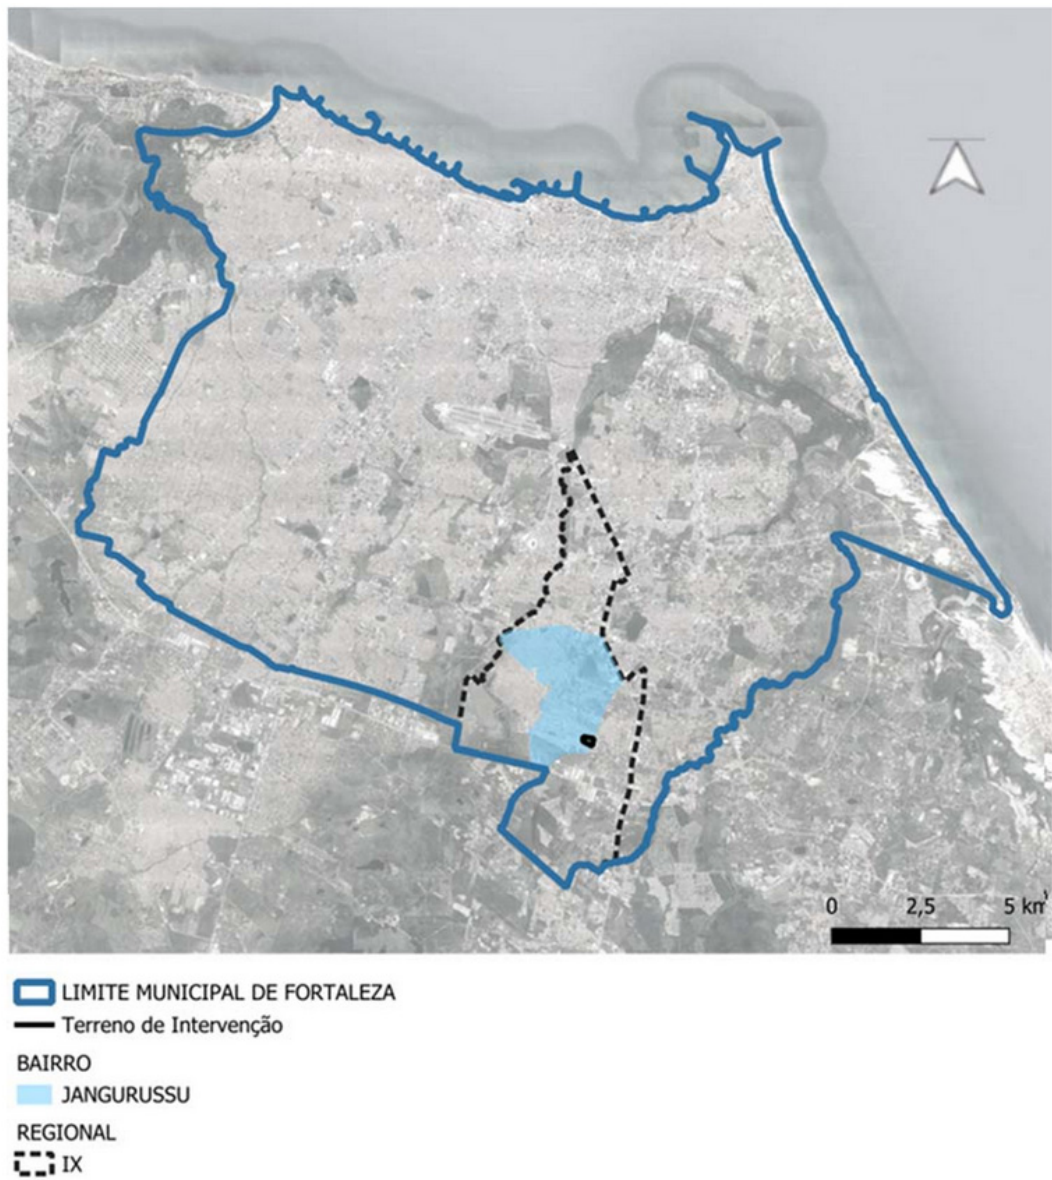 0 2,5 5 km
LIMITE MUNICIPAL DE FORTALEZA
Terreno de Intervenção
BAIRRO
JANGURUSSU
REGIONAL
IX